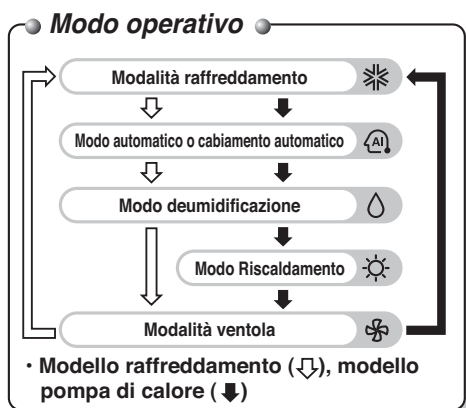 Modo operativo
Modalità raffreddamento
Modo automatico o cabiamento automatico
AI
Modo deumidificazione
Modo Riscaldamento
Modalità ventola
• Modello raffreddamento (⇩), modello
pompa di calore (⬇)